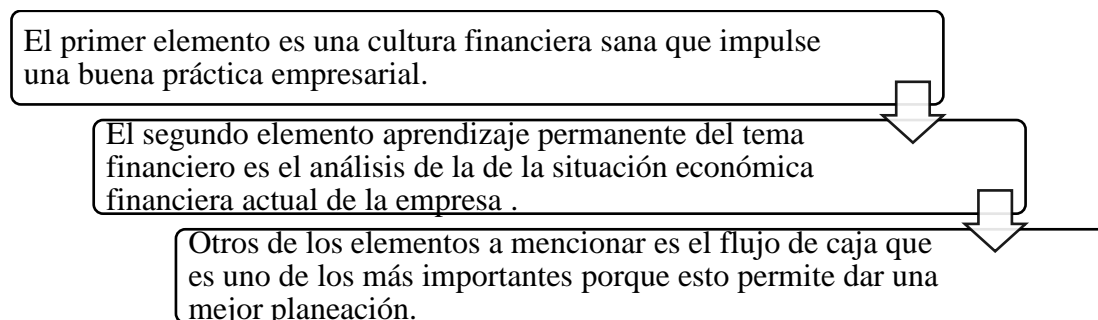 El primer elemento es una cultura financiera sana que impulse
una buena práctica empresarial.
El segundo elemento aprendizaje permanente del tema
financiero es el análisis de la de la situación económica
financiera actual de la empresa .
Otros de los elementos a mencionar es el flujo de caja que
es uno de los más importantes porque esto permite dar una
mejor planeación.